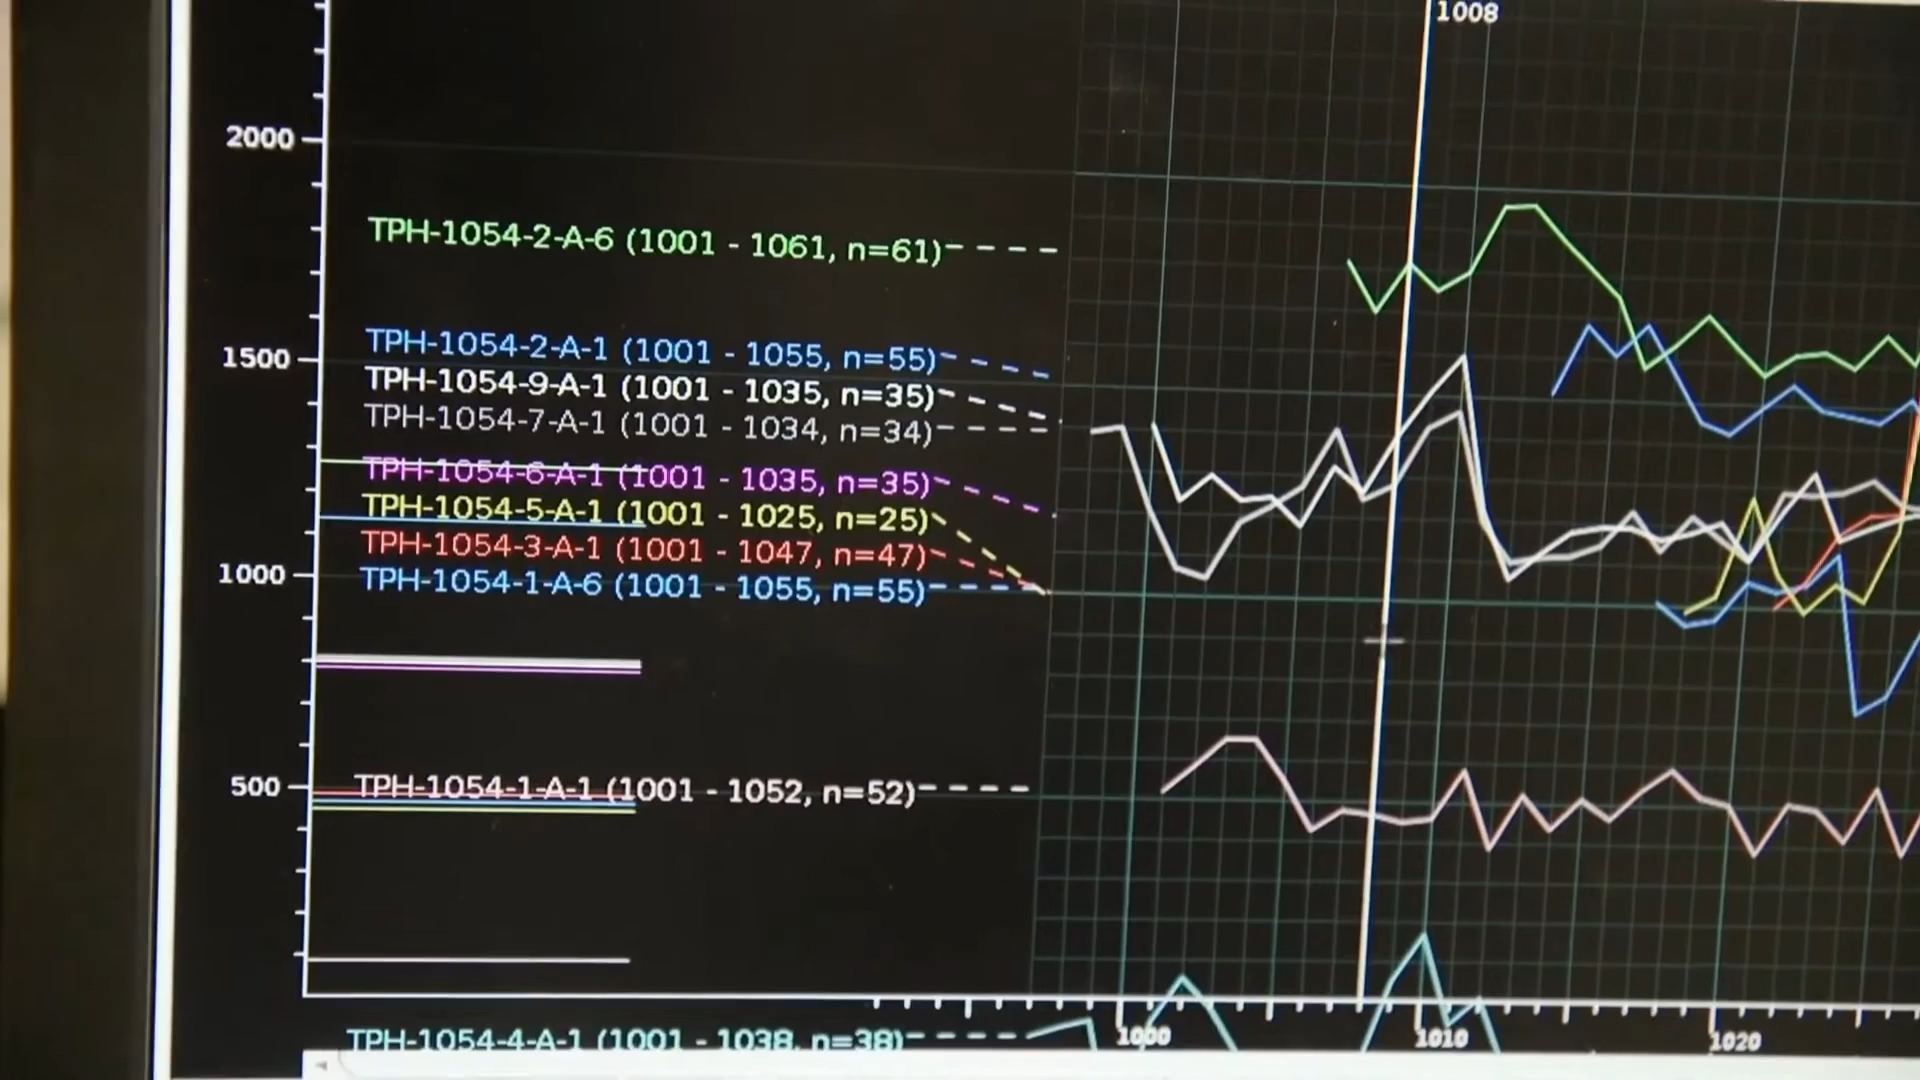 1008
2000
TPH-1054-2-A-6 (1001 - 1061, n=61)
1500
TPH-1054-2-A-1 (1001 - 1055, n=55)
TPH-1054-9-A-1 (1001 - 1035, n=35)
TPH-1054-7-A-1 (1001 - 1034, n=34)
TPH-1054-6-A-1 (1001 - 1035, n=35)
TPH-1054-5-A-1 (1001 - 1025, n=25)
TPH-1054-3-A-1 (1001 - 1047, n=47)
1000
TPH-1054-1-A-6 (1001 - 1055, n=55)
500
TPH-1054-1-A-1 (1001 - 1052, n=52)
TPH-1054-4-A-1 (1001 - 1038, n=38)
1000 1010 1020